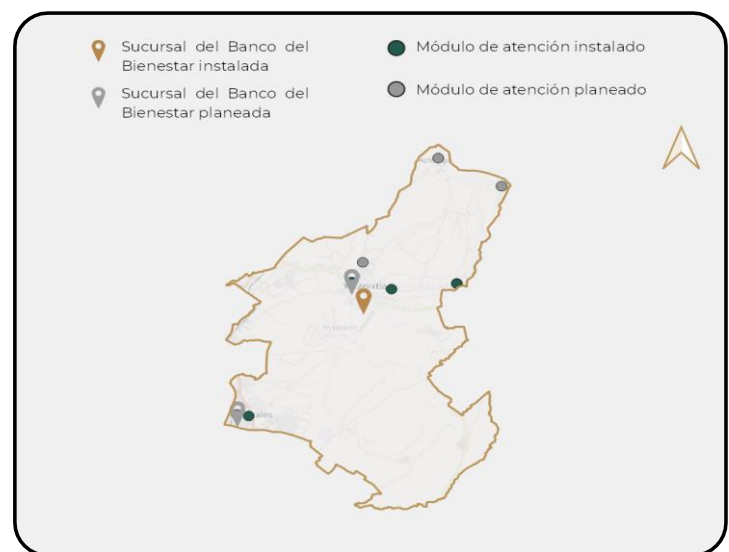 Sucursal del Banco del
Bienestar instalada
Sucursal del Banco del
Bienestar planeada
Módulo de atención instalado
Módulo de atención planeado